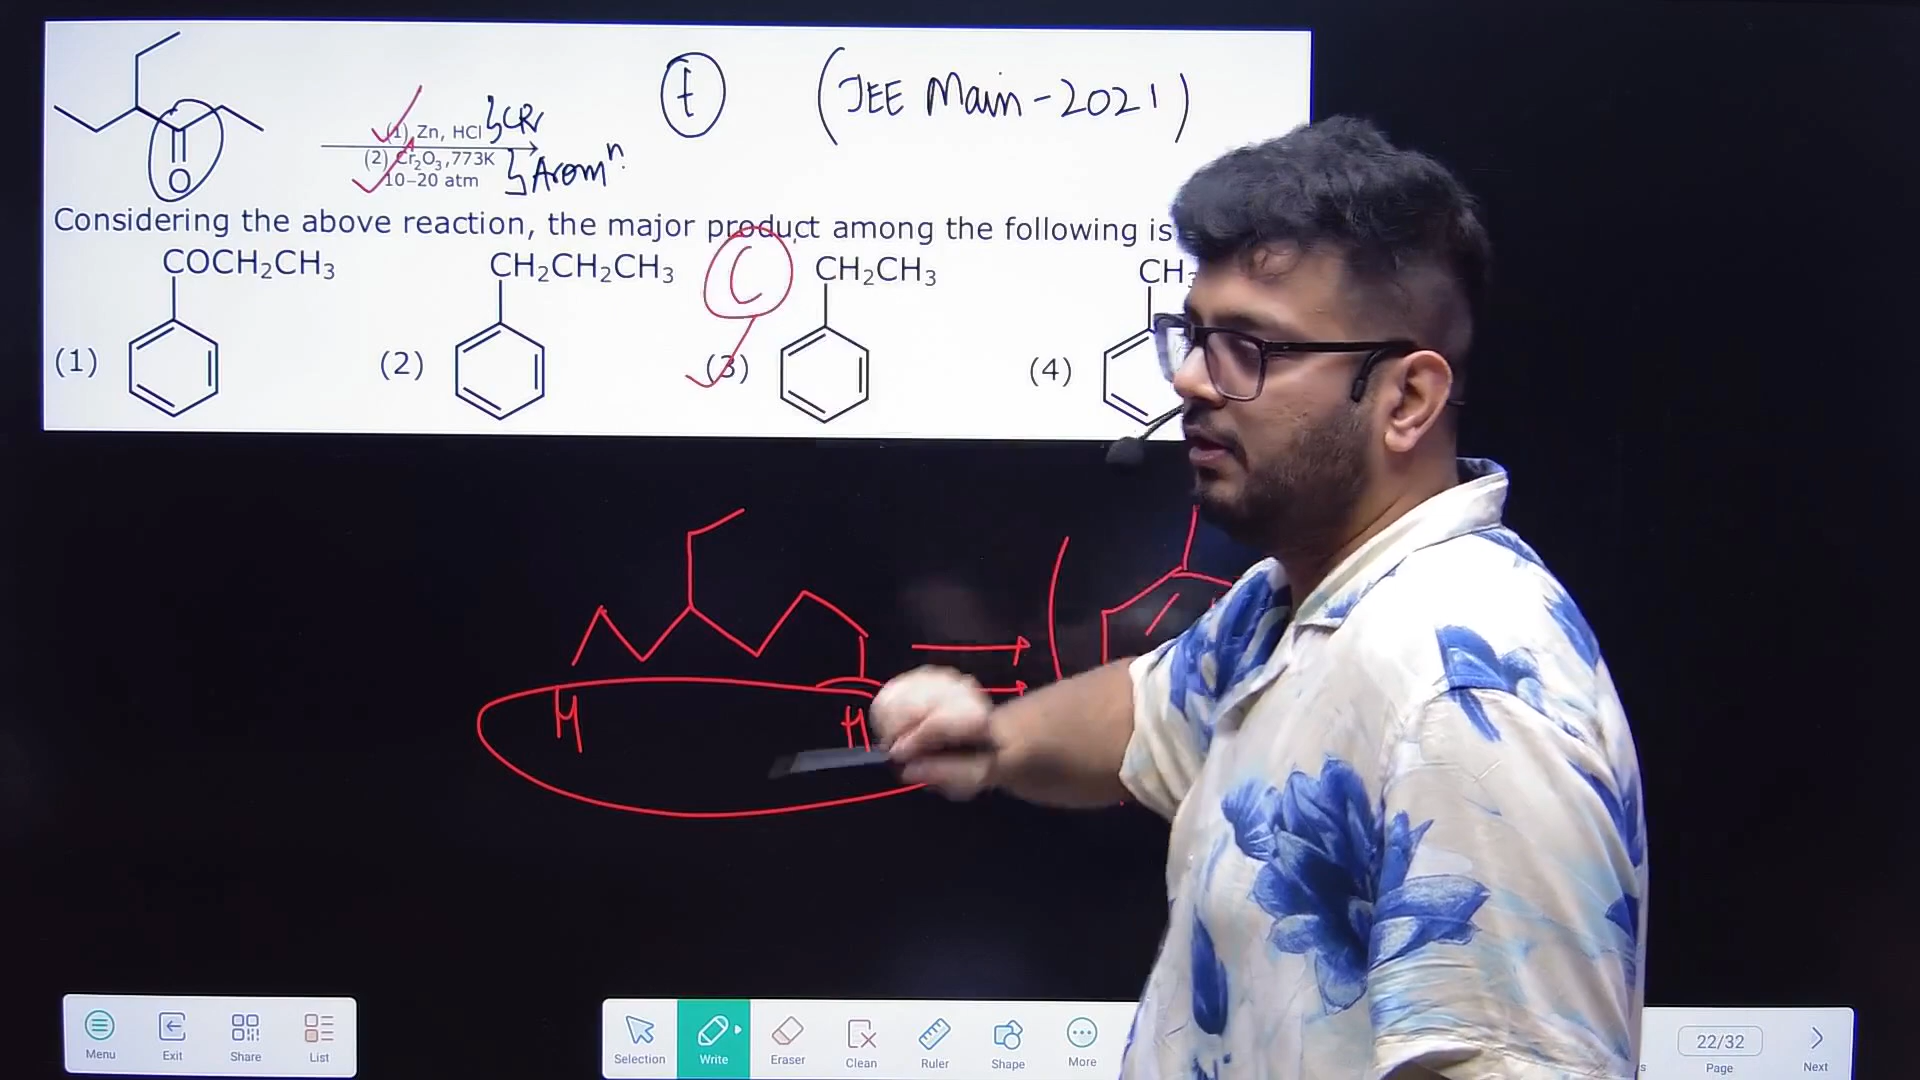 (1) Zn, HCl } CR
(2) Cr₂O₃,773K
10–20 atm } Aromⁿ.
t
(JEE Main-2021)
O
Considering the above reaction, the major product among the following is
COCH₂CH₃
CH₂CH₂CH₃
C
CH₂CH₃
CH₃
(1)
(2)
(3)
(4)
H
H
Menu
Exit
Share
List
Selection
Write
Eraser
Clean
Ruler
Shape
More
22/32
Page
Next